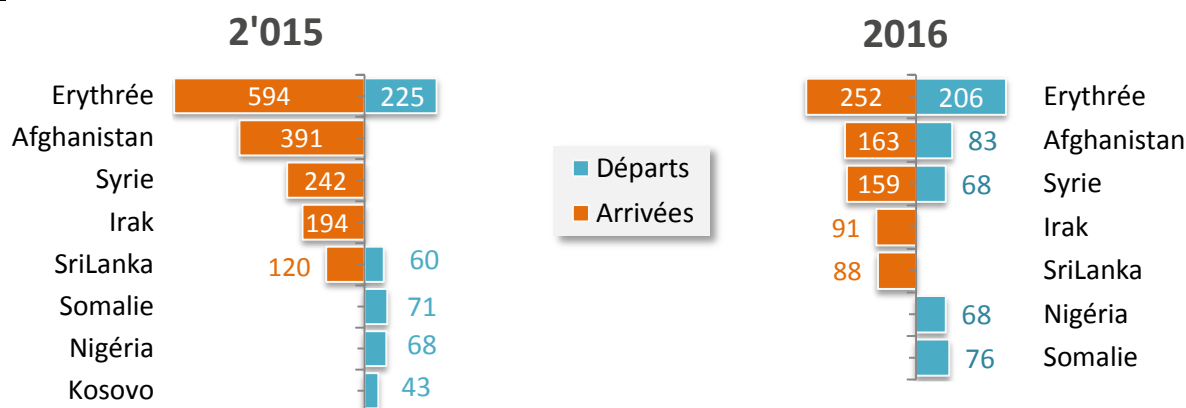 2'015
Erythrée 594 225
Afghanistan 391
Syrie 242
Irak 194
SriLanka 120 60
Somalie 71
Nigéria 68
Kosovo 43
Départs
Arrivées
2016
252 206 Erythrée
163 83 Afghanistan
159 68 Syrie
91 Irak
88 SriLanka
68 Nigéria
76 Somalie